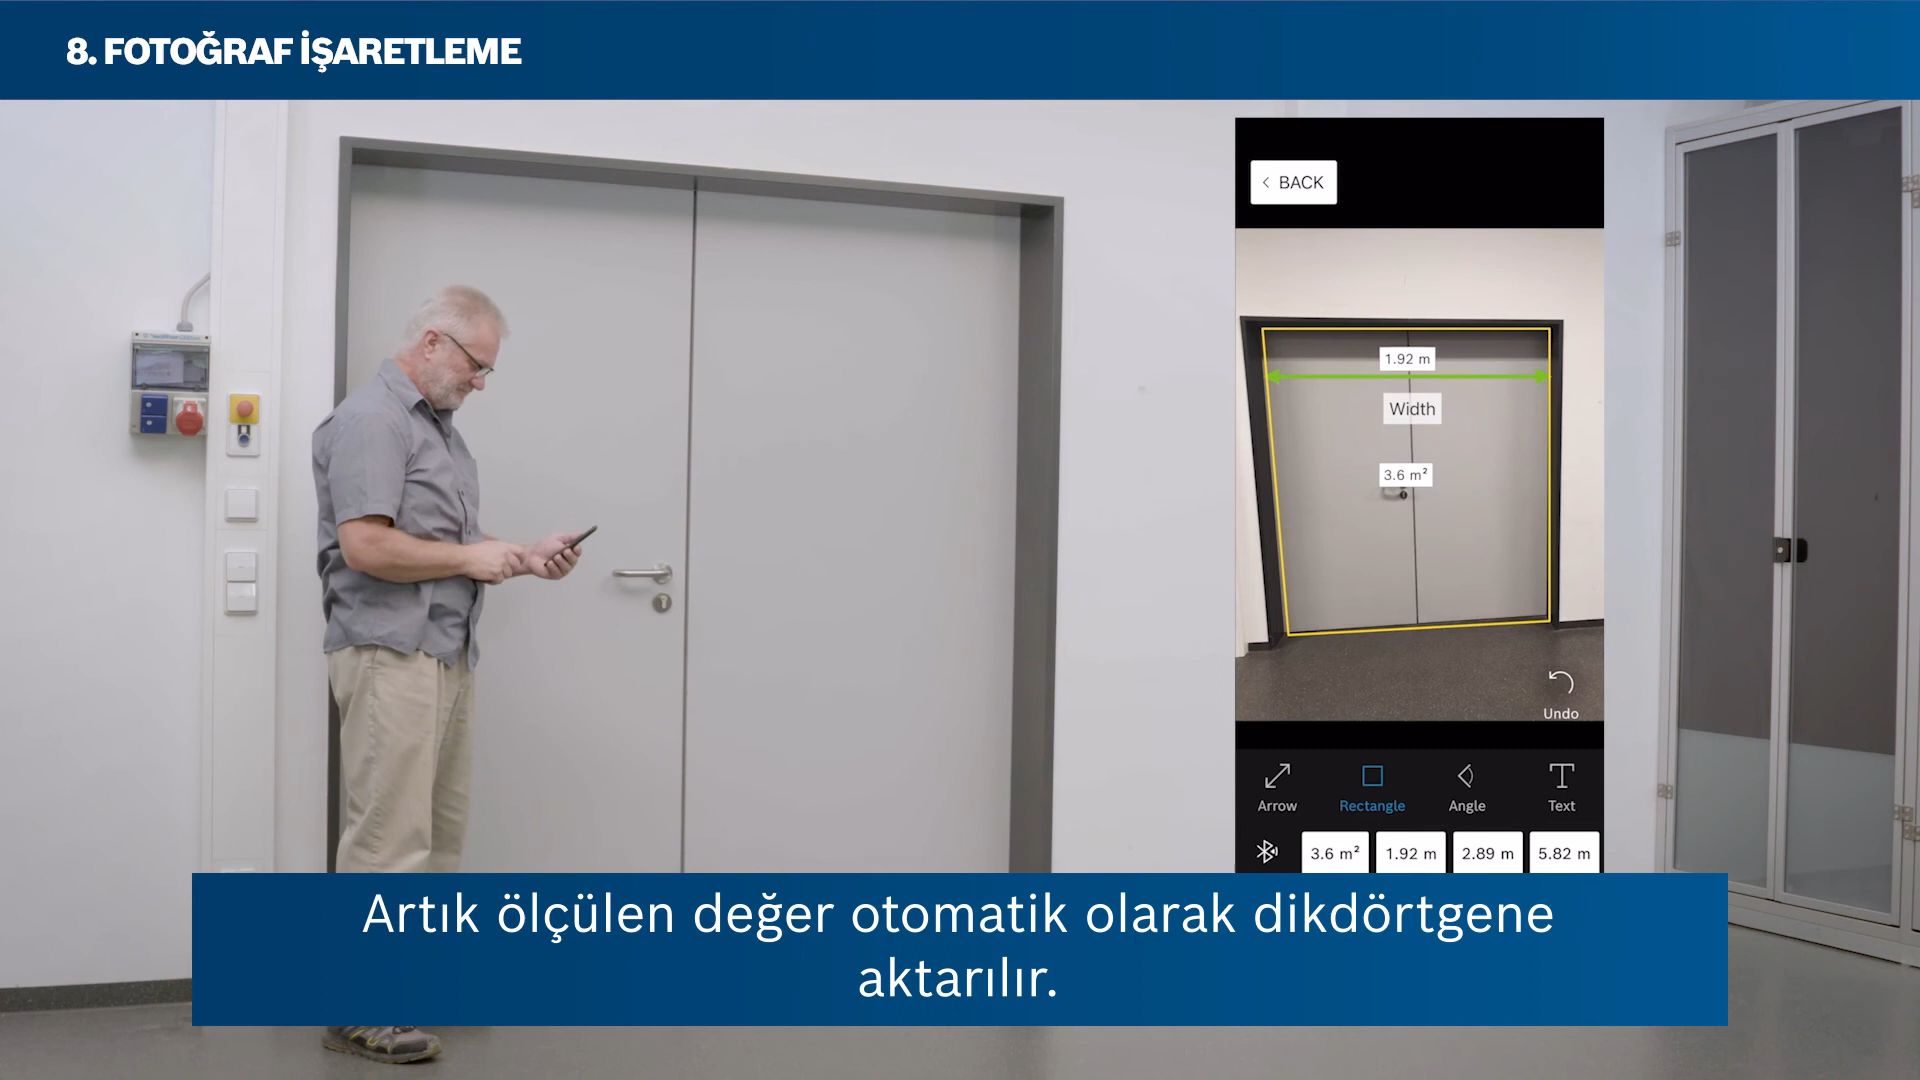 8. FOTOĞRAF İŞARETLEME
BACK
1.92 m
Width
3.6 m²
Undo
Arrow
Rectangle
Angle
Text
3.6 m²
1.92 m
2.89 m
5.82 m
Artık ölçülen değer otomatik olarak dikdörtgene
aktarılır.